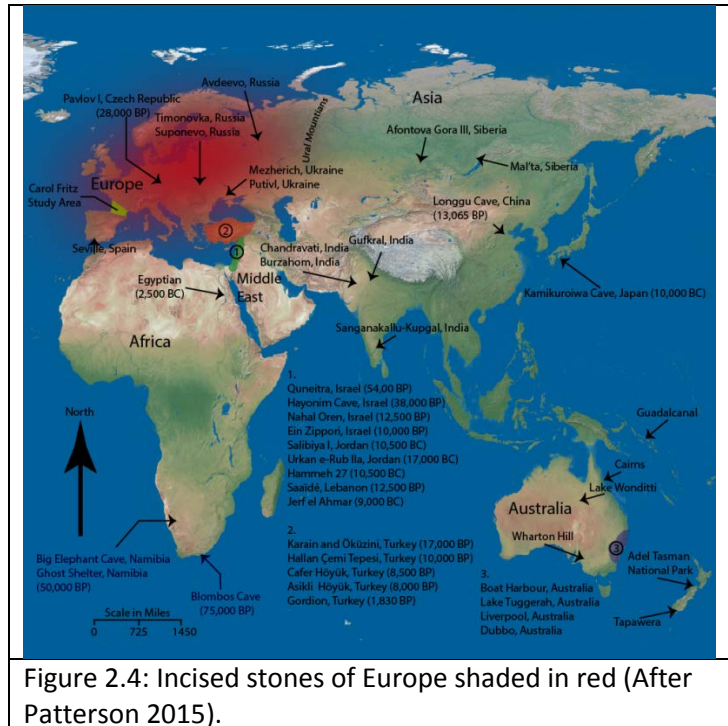 Avdeevo, Russia
Pavlov I, Czech Republic
(28,000 BP)
Timonovka, Russia
Suponevo, Russia
Ural Mountians
Asia
Afontova Gora III, Siberia
Mal'ta, Siberia
Mezherich, Ukraine
Putivl, Ukraine
Europe
Carol Fritz
Study Area
Longgu Cave, China
(13,065 BP)
2
1
Seville, Spain
Chandravati, India
Burzahom, India
Gufkral, India
Middle
East
Egyptian
(2,500 BC)
Kamikuroiwa Cave, Japan (10,000 BC)
Africa
Sanganakallu-Kupgal, India
1.
Quneitra, Israel (54,00 BP)
Hayonim Cave, Israel (38,000 BP)
Nahal Oren, Israel (12,500 BP)
Ein Zippori, Israel (10,000 BP)
Salibiya I, Jordan (10,500 BC)
Urkan e-Rub IIa, Jordan (17,000 BC)
Hammeh 27 (10,500 BC)
Saaïdé, Lebanon (12,500 BP)
Jerf el Ahmar (9,000 BC)
North
Guadalcanal
Cairns
Lake Wonditti
Australia
Wharton Hill
3
Adel Tasman
National Park
Tapawera
Big Elephant Cave, Namibia
Ghost Shelter, Namibia
(50,000 BP)
Blombos Cave
(75,000 BP)
2.
Karain and Öküzini, Turkey (17,000 BP)
Hallan Çemi Tepesi, Turkey (10,000 BP)
Cafer Höyük, Turkey (8,500 BP)
Asikli Höyük, Turkey (8,000 BP)
Gordion, Turkey (1,830 BP)
3.
Boat Harbour, Australia
Lake Tuggerah, Australia
Liverpool, Australia
Dubbo, Australia
Scale in Miles
0 725 1450
Figure 2.4: Incised stones of Europe shaded in red (After
Patterson 2015).